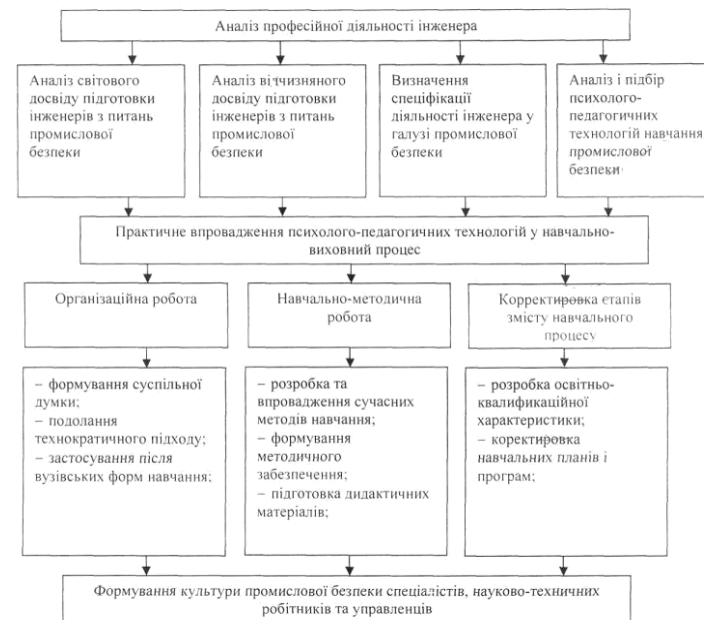 Аналіз професійної діяльності інженера
Аналіз світового
досвіду підготовки
інженерів з питань
промислової
безпеки
Аналіз вітчизняного
досвіду підготовки
інженерів з питань
промислової
безпеки
Визначення
специфікації
діяльності інженера у
галузі промислової
безпеки
Аналіз і підбір
психолого-
педагогичних
технологій навчання
промислової
безпеки
Практичне впровадження психолого-педагогичних технологій у навчально-
виховний процес
Організаційна робота
Навчально-методична
робота
Корректировка етапів
змісту навчального
процесу
– формування суспільної
думки;
– подолання
технократичного підходу;
– застосування після
вузівських форм навчання;
– розробка та
впровадження сучасних
методів навчання;
– формування
методичного
забезпечення;
– підготовка дидактичних
матеріалів;
– розробка освітньо-
квалификаційної
характеристики;
– коректировка
навчальних планів і
програм;
Формування культури промислової безпеки спеціалістів, науково-технічних
робітників та управленців